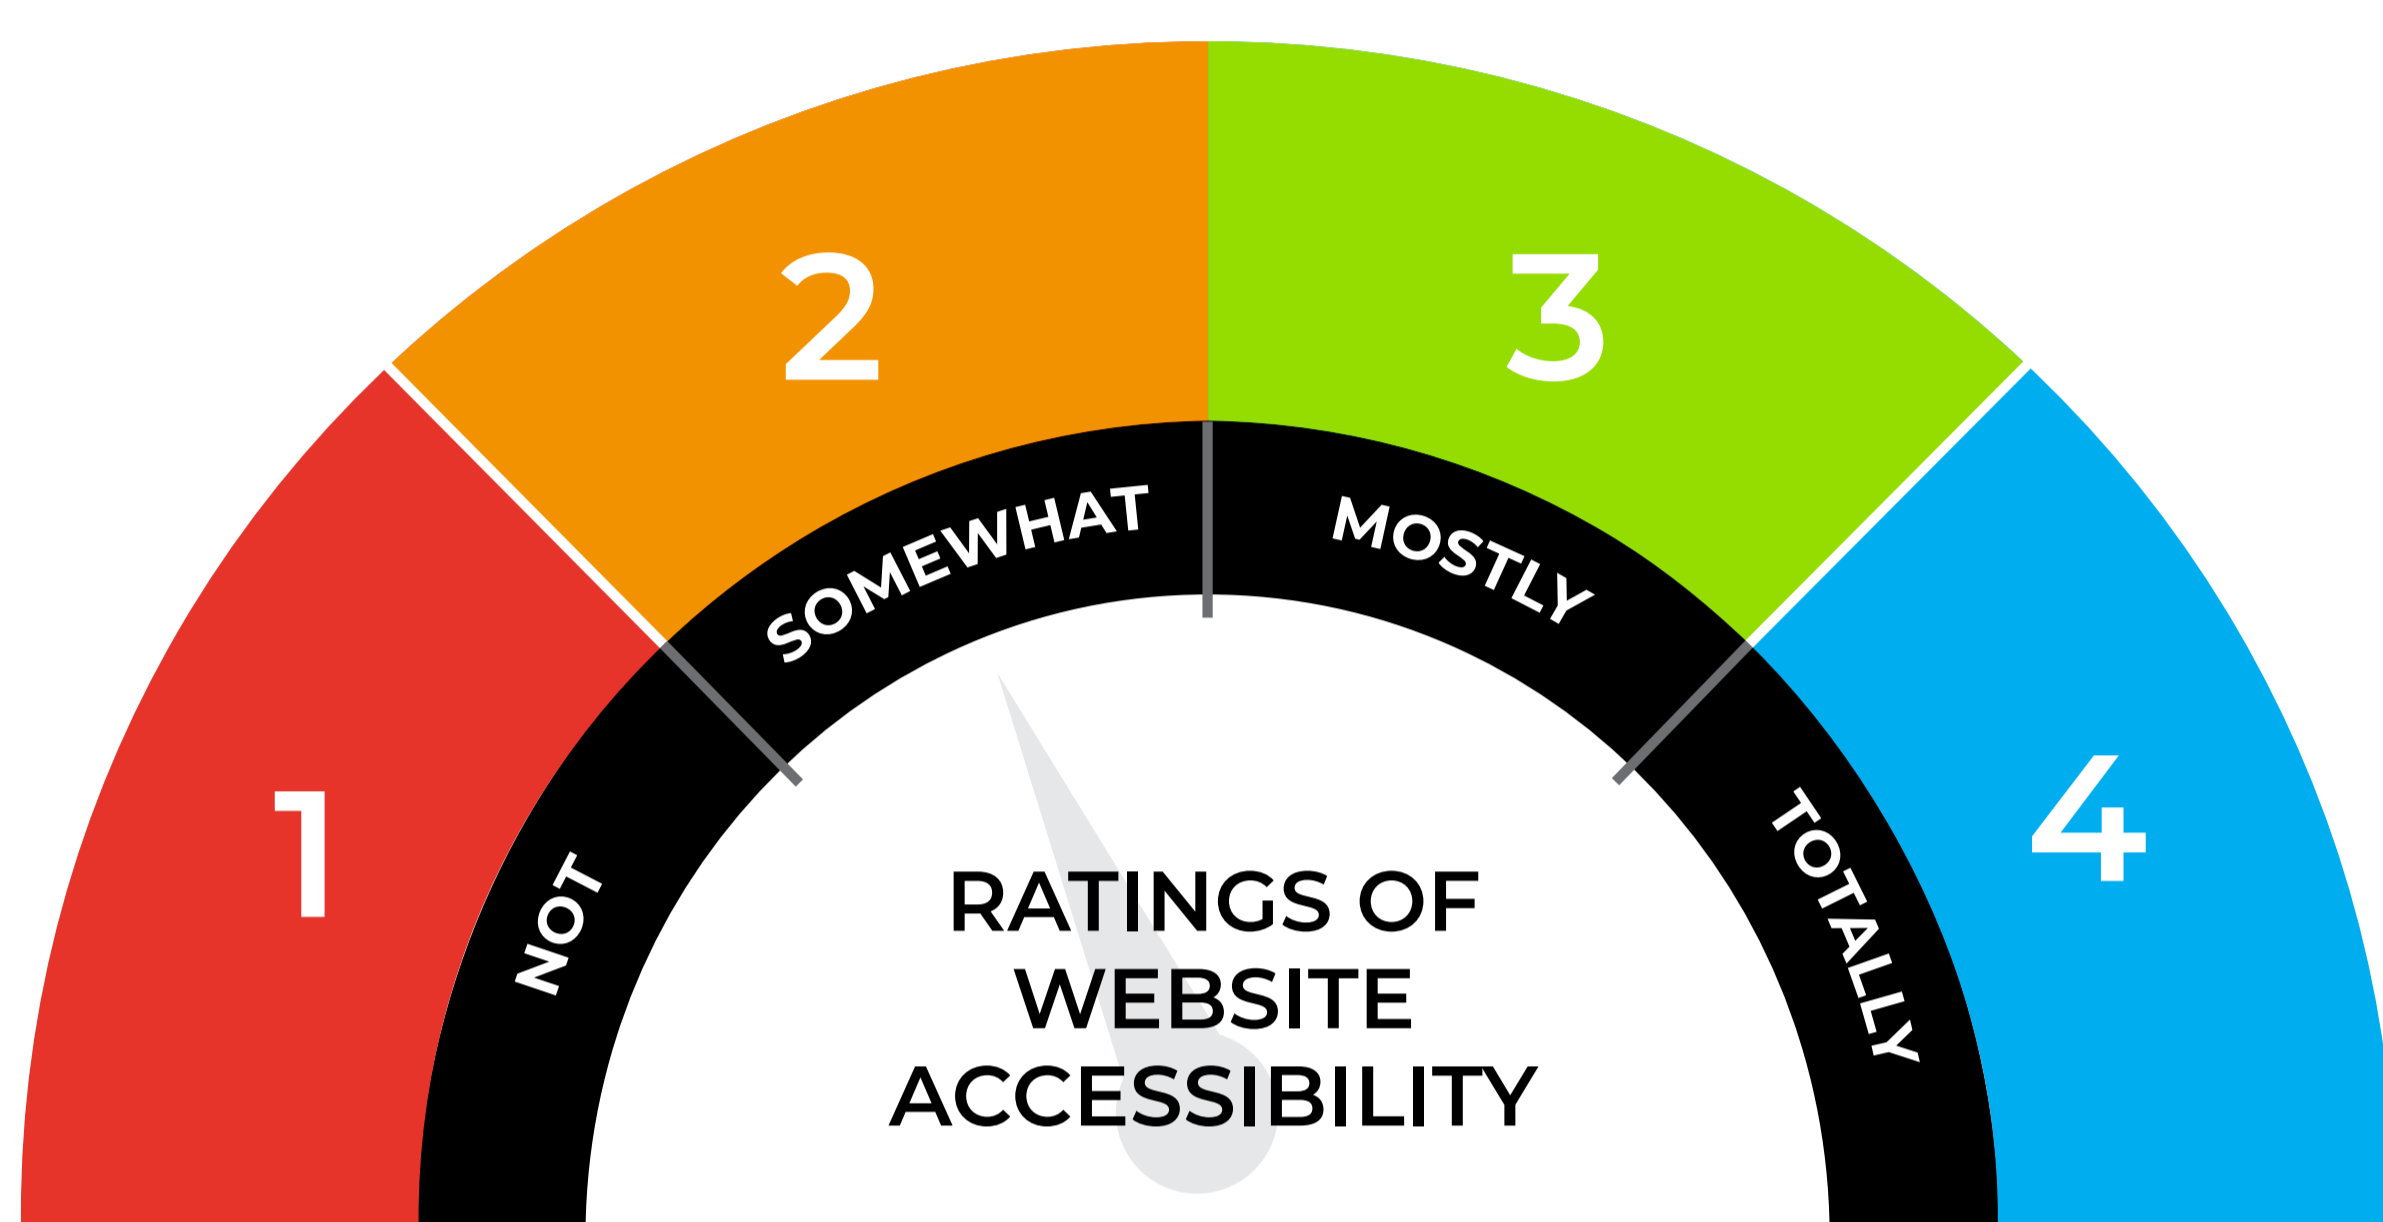 1
2
3
4
NOT
SOMEWHAT
MOSTLY
TOTALLY
RATINGS OF
WEBSITE
ACCESSIBILITY